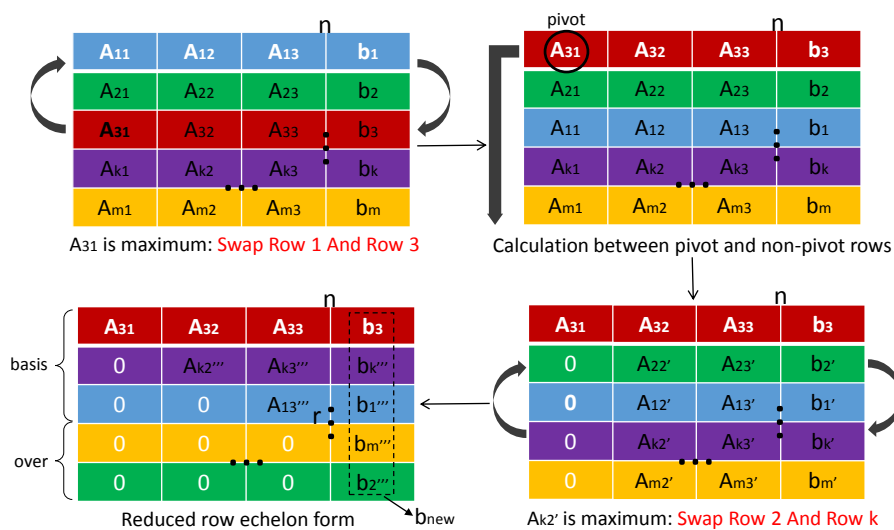 n
A11 A12 A13 b1
A21 A22 A23 b2
A31 A32 A33 b3
Ak1 Ak2 Ak3 bk
Am1 Am2 Am3 bm
A31 is maximum: Swap Row 1 And Row 3
pivot
n
A31 A32 A33 b3
A21 A22 A23 b2
A11 A12 A13 b1
Ak1 Ak2 Ak3 bk
Am1 Am2 Am3 bm
Calculation between pivot and non-pivot rows
n
A31 A32 A33 b3
basis
0 Ak2''' Ak3''' bk'''
0 0 A13''' b1'''
r
0 0 0 bm'''
over
0 0 0 b2'''
Reduced row echelon form
bnew
n
A31 A32 A33 b3
0 A22' A23' b2'
0 A12' A13' b1'
0 Ak2' Ak3' bk'
0 Am2' Am3' bm'
Ak2' is maximum: Swap Row 2 And Row k